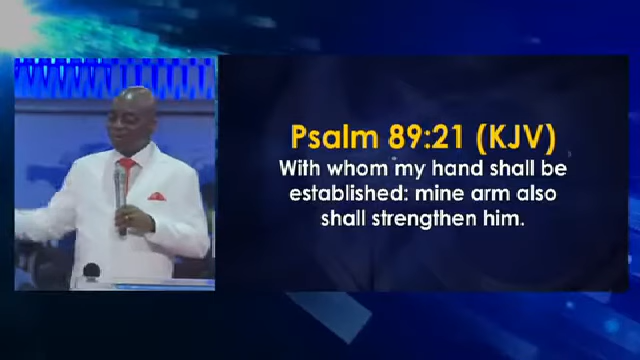 Psalm 89:21 (KJV)
With whom my hand shall be
established: mine arm also
shall strengthen him.